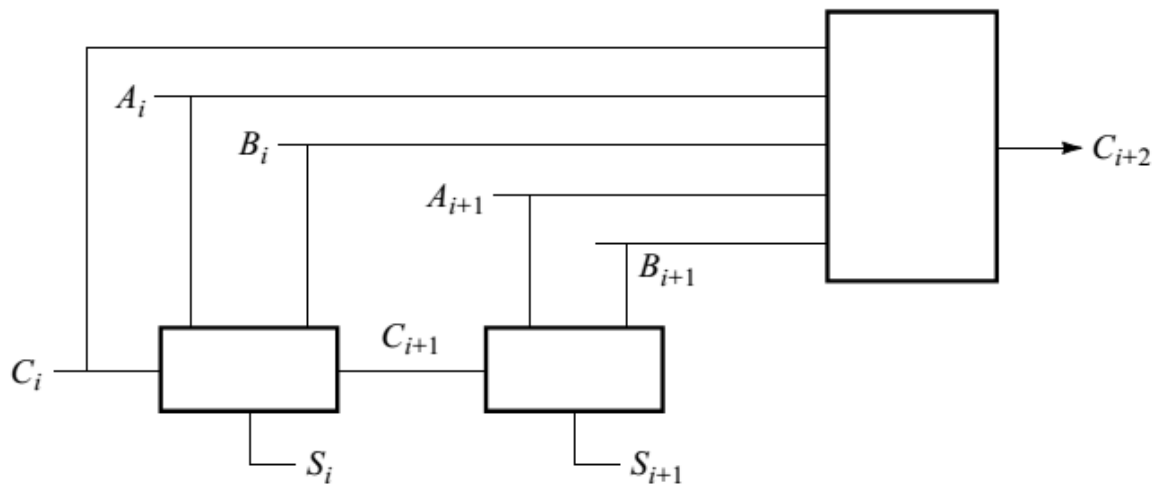 A_i
B_i
C_{i+2}
A_{i+1}
B_{i+1}
C_{i+1}
C_i
S_i
S_{i+1}